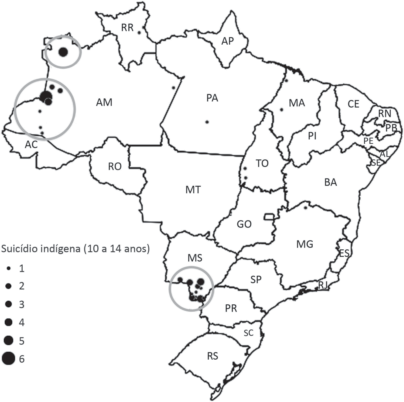 RR
AP
AM
PA
MA
CE
RN
PB
PE
AL
SE
PI
AC
RO
TO
MT
BA
GO
MG
ES
MS
SP
RJ
PR
SC
RS
Suicídio indígena (10 a 14 anos)
1
2
3
4
5
6